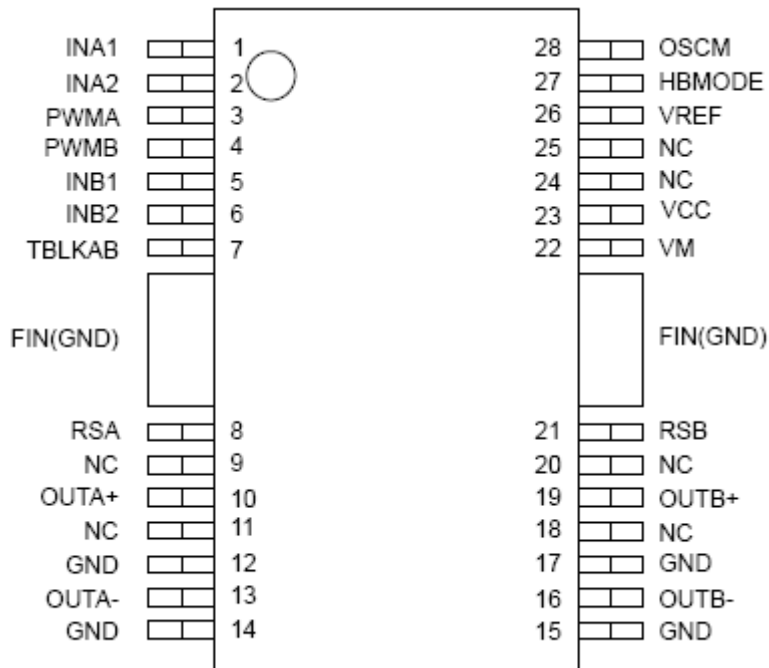 INA1 1 28 OSCM
INA2 2 27 HBMODE
PWMA 3 26 VREF
PWMB 4 25 NC
INB1 5 24 NC
INB2 6 23 VCC
TBLKAB 7 22 VM
FIN(GND) FIN(GND)
RSA 8 21 RSB
NC 9 20 NC
OUTA+ 10 19 OUTB+
NC 11 18 NC
GND 12 17 GND
OUTA- 13 16 OUTB-
GND 14 15 GND